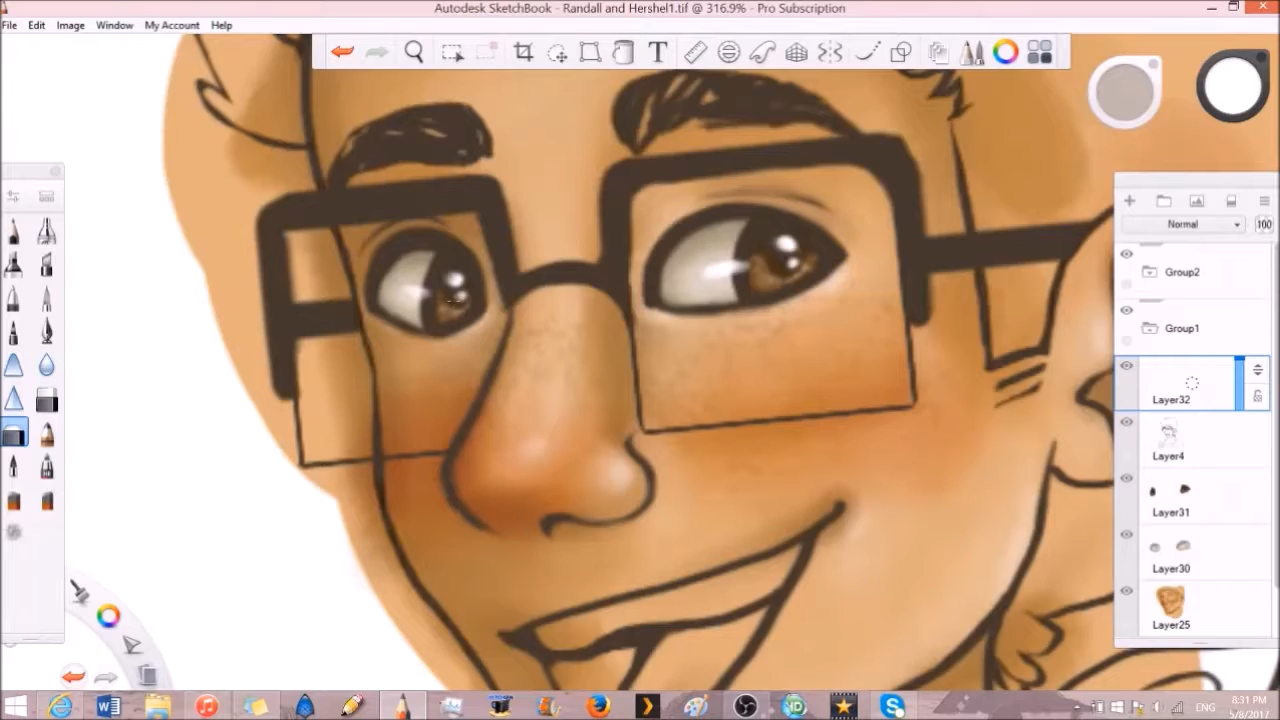 Autodesk SketchBook - Randall and Hershel1.tif @ 316.9% - Pro Subscription
File Edit Image Window My Account Help
T
Normal 100
Group2
Group1
Layer32
Layer4
Layer31
Layer30
Layer25
W
iD
S
ENG
8:31 PM
5/8/2017